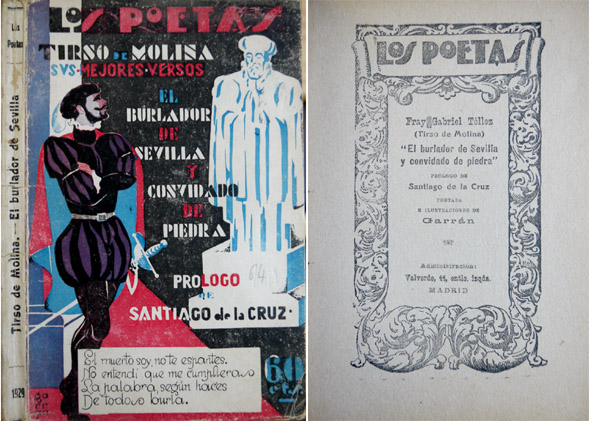 Los Poetas
Tirso de Molina. - El burlador de Sevilla
1929
LOS POETAS
TIRSO DE MOLINA
SVS·MEJORES·VERSOS
EL
BURLADOR
DE
SEVILLA
Y
CONVIDADO
DE
PIEDRA
PROLOGO
DE
SANTIAGO de la CRUZ·
60
cts.
El muerto soy, no te espantes.
No entendí que me cumplieras
La palabra, según haces
De todos burla.
LOS POETAS
Fray Gabriel Téllez
(Tirso de Molina)
"El burlador de Sevilla
y convidado de piedra"
PRÓLOGO DE
Santiago de la Cruz
PORTADA
E ILUSTRACIONES DE
Garrán
Administración:
Valverde, 44, entlo. izqda.
MADRID